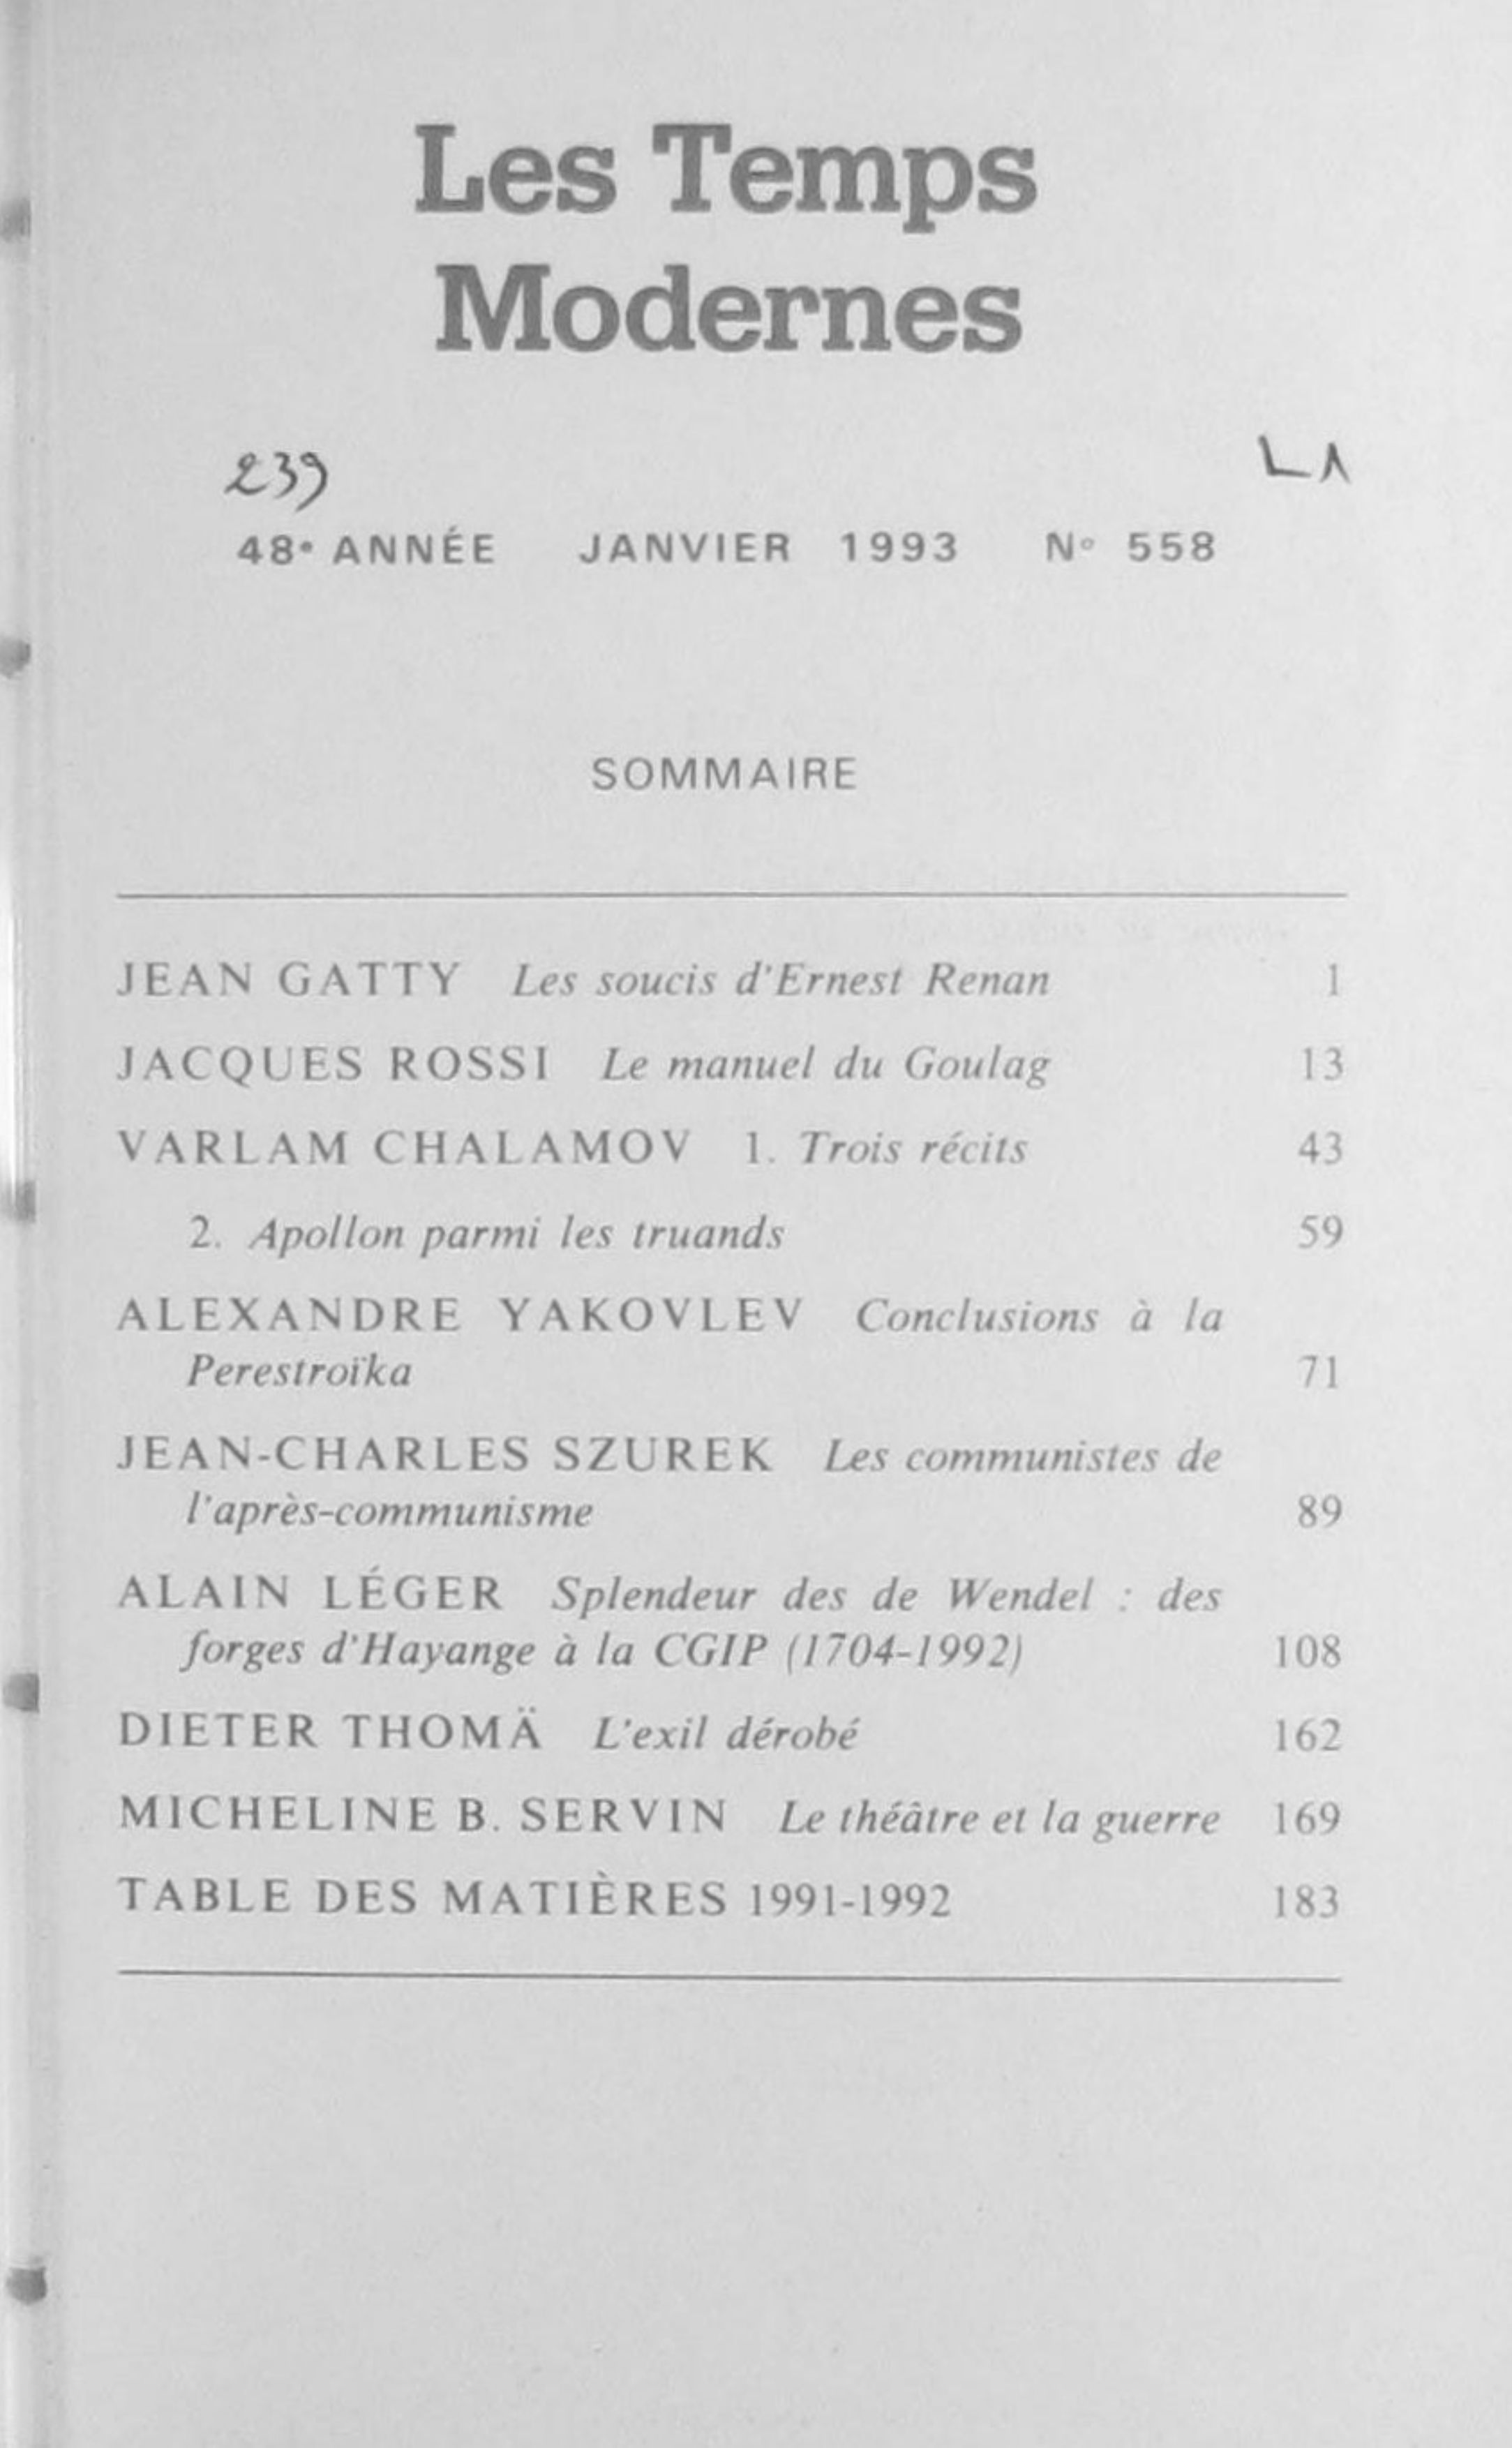 Les Temps
Modernes
239
L1
48e ANNÉE JANVIER 1993 N° 558
SOMMAIRE
JEAN GATTY Les soucis d'Ernest Renan 1
JACQUES ROSSI Le manuel du Goulag 13
VARLAM CHALAMOV 1. Trois récits 43
2. Apollon parmi les truands 59
ALEXANDRE YAKOVLEV Conclusions à la
Perestroïka 71
JEAN-CHARLES SZUREK Les communistes de
l'après-communisme 89
ALAIN LÉGER Splendeur des de Wendel : des
forges d'Hayange à la CGIP (1704-1992) 108
DIETER THOMÄ L'exil dérobé 162
MICHELINE B. SERVIN Le théâtre et la guerre 169
TABLE DES MATIÈRES 1991-1992 183